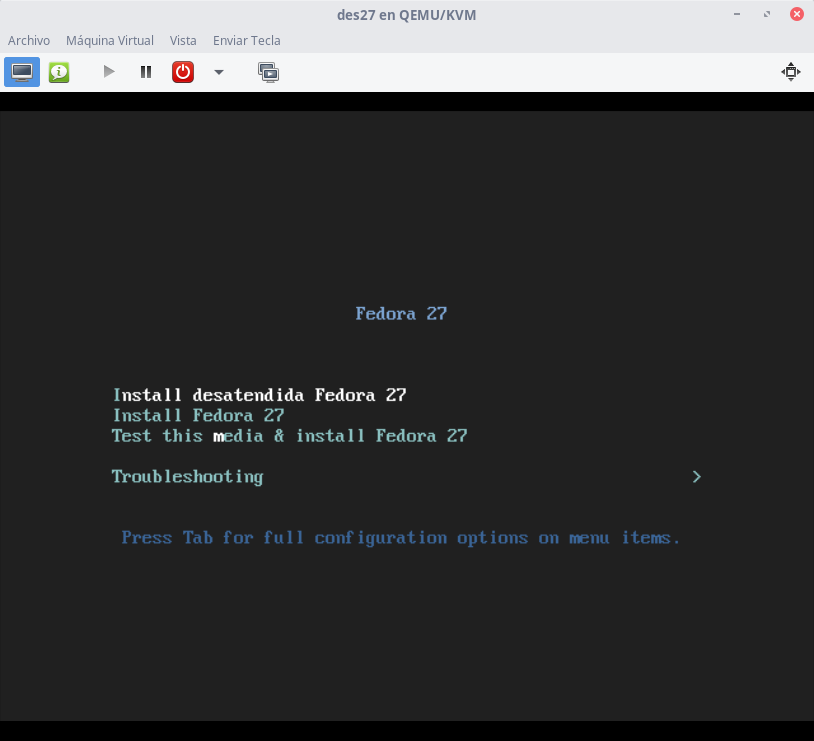 des27 en QEMU/KVM
Archivo Máquina Virtual Vista Enviar Tecla
Fedora 27
Install desatendida Fedora 27
Install Fedora 27
Test this media & install Fedora 27
Troubleshooting >
Press Tab for full configuration options on menu items.